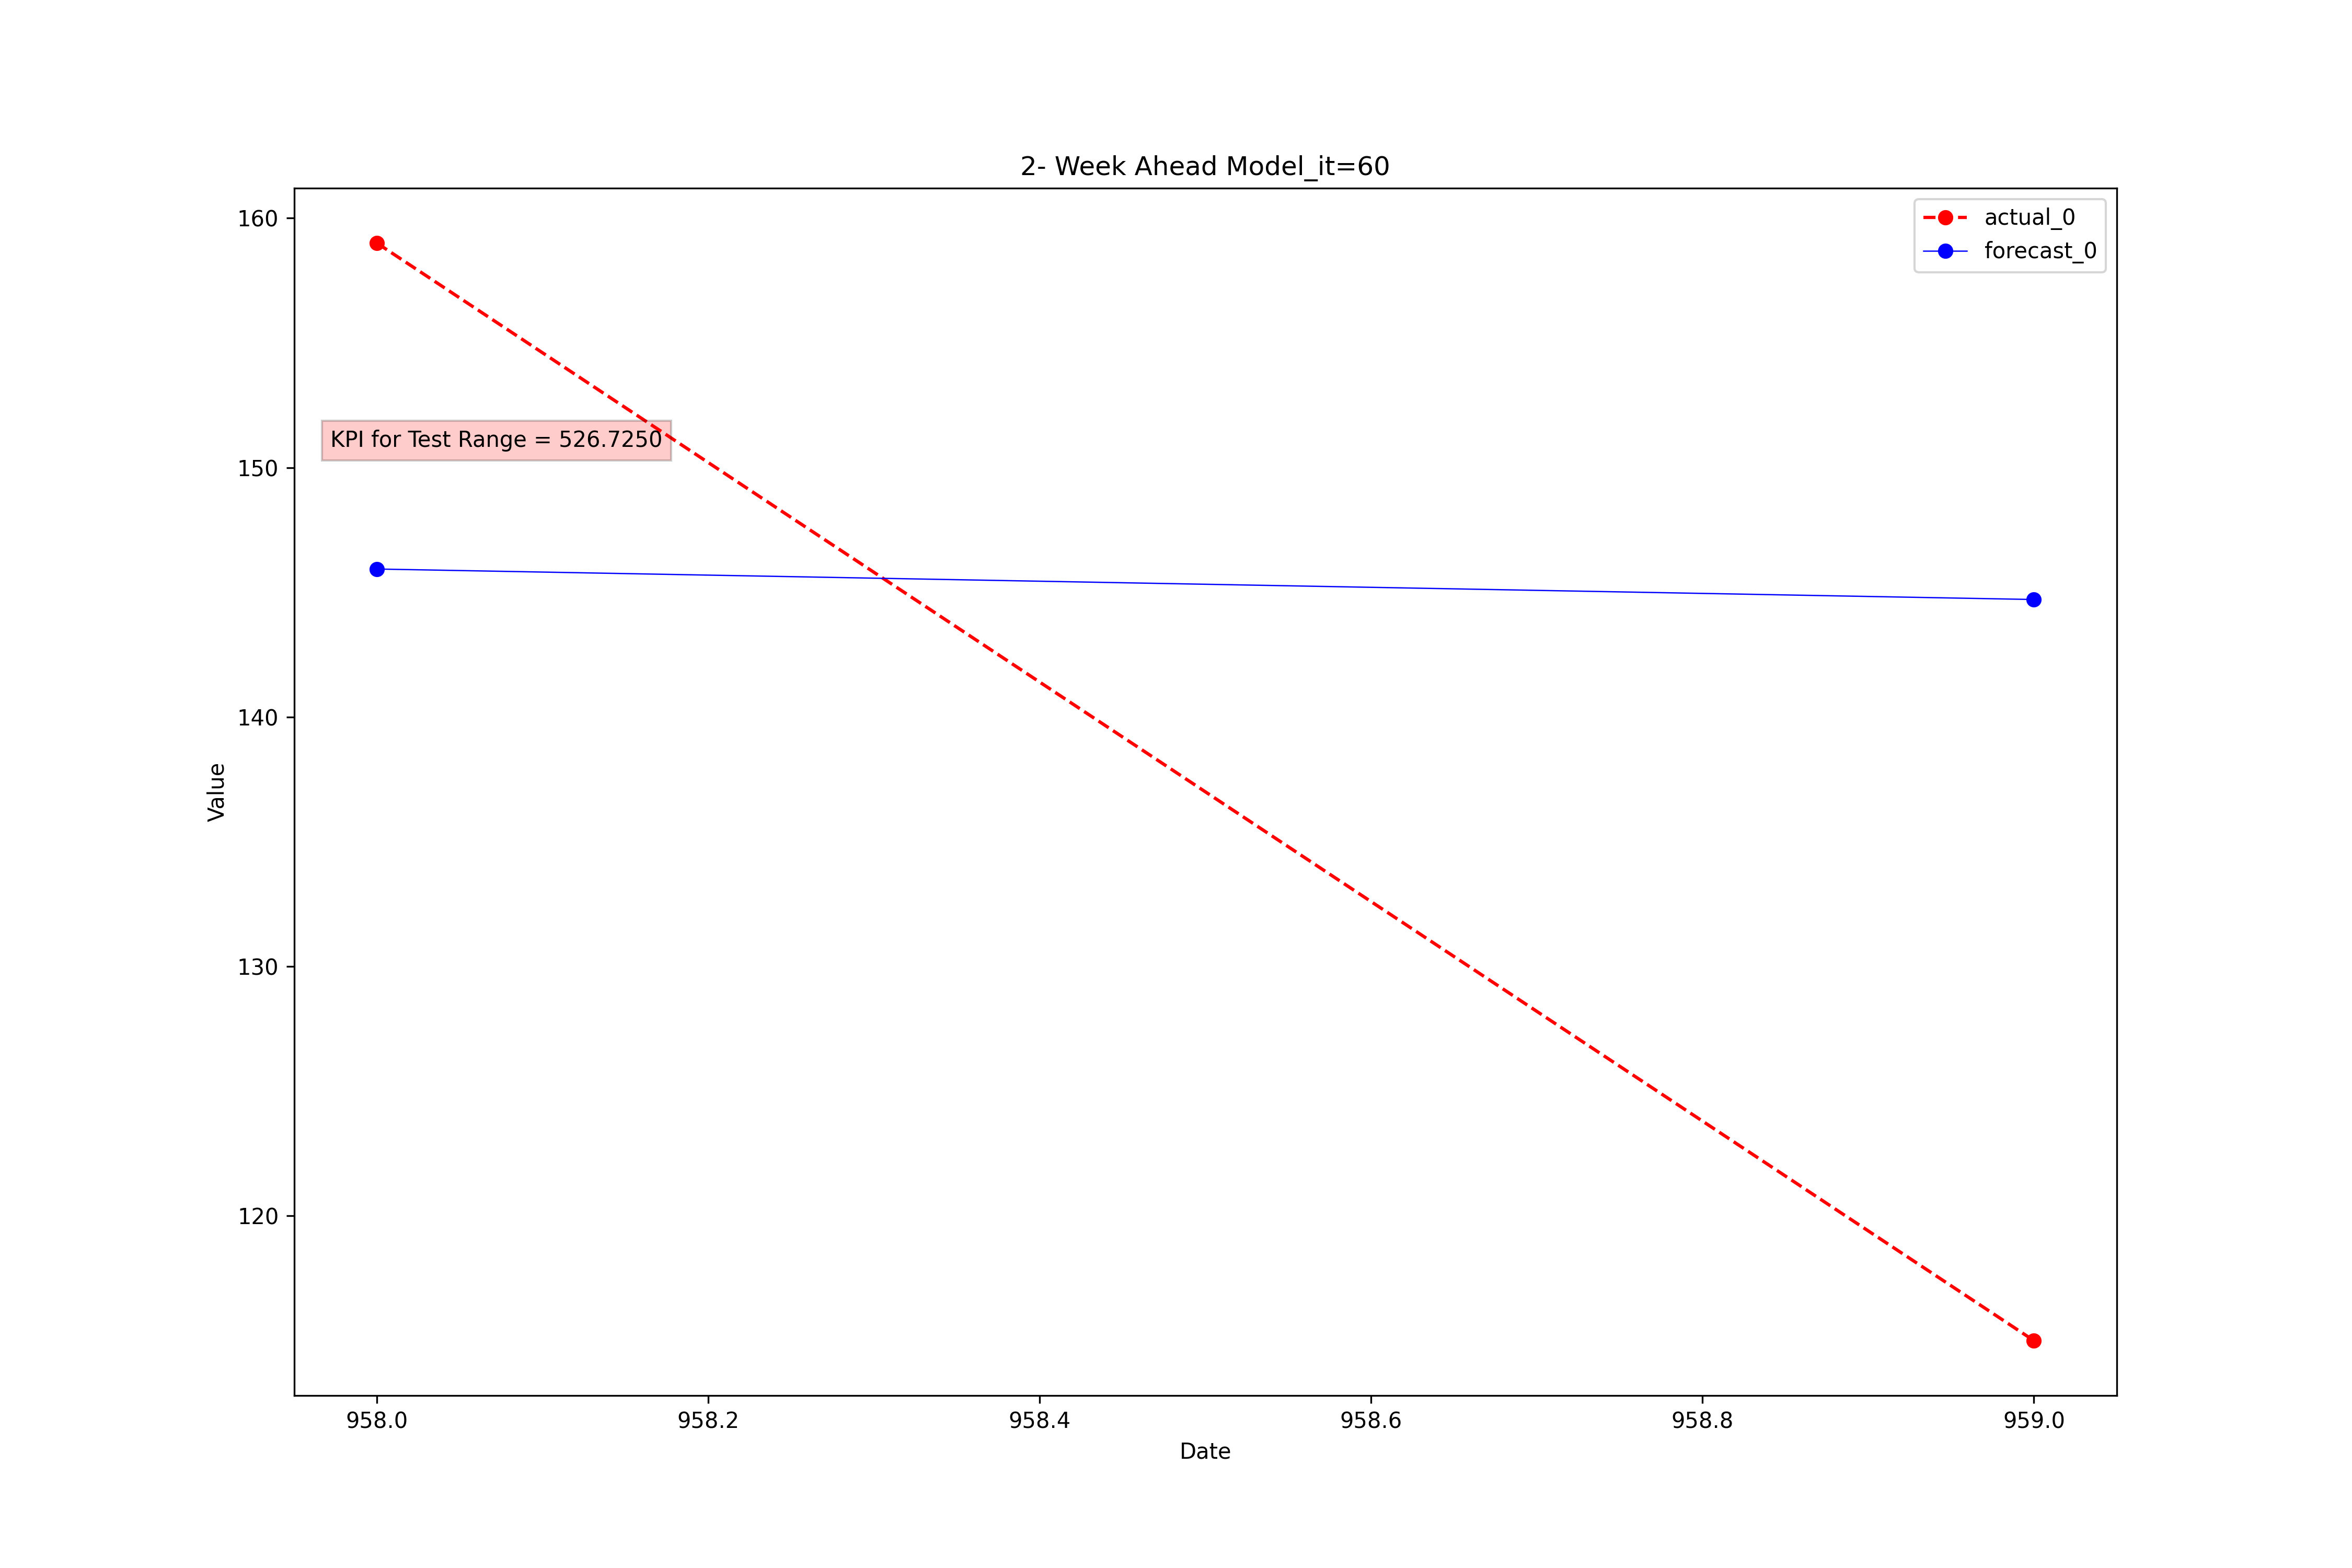 2- Week Ahead Model_it=60
actual_0
forecast_0
KPI for Test Range = 526.7250
160
150
140
130
120
Value
958.0
958.2
958.4
958.6
958.8
959.0
Date